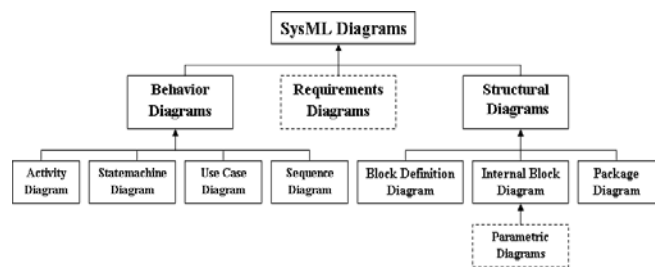 SysML Diagrams
Behavior
Diagrams
Requirements
Diagrams
Structural
Diagrams
Activity
Diagram
Statemachine
Diagram
Use Case
Diagram
Sequence
Diagram
Block Definition
Diagram
Internal Block
Diagram
Package
Diagram
Parametric
Diagrams